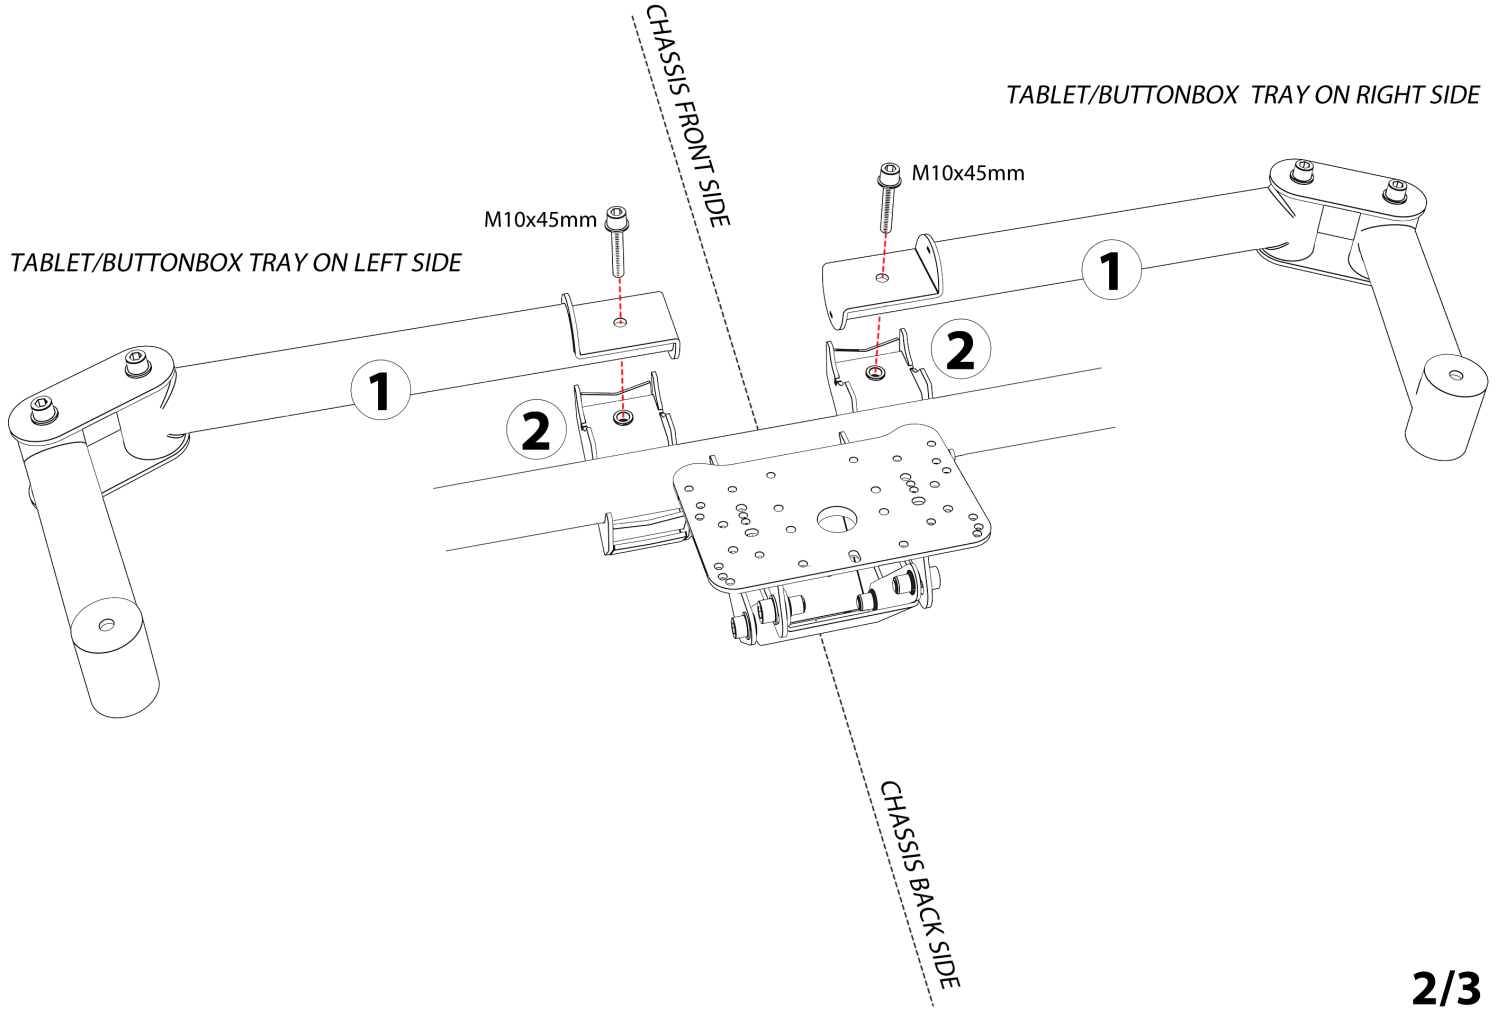 CHASSIS FRONT SIDE
TABLET/BUTTONBOX TRAY ON RIGHT SIDE
M10x45mm
M10x45mm
TABLET/BUTTONBOX TRAY ON LEFT SIDE
1
1
2
2
CHASSIS BACK SIDE
2/3